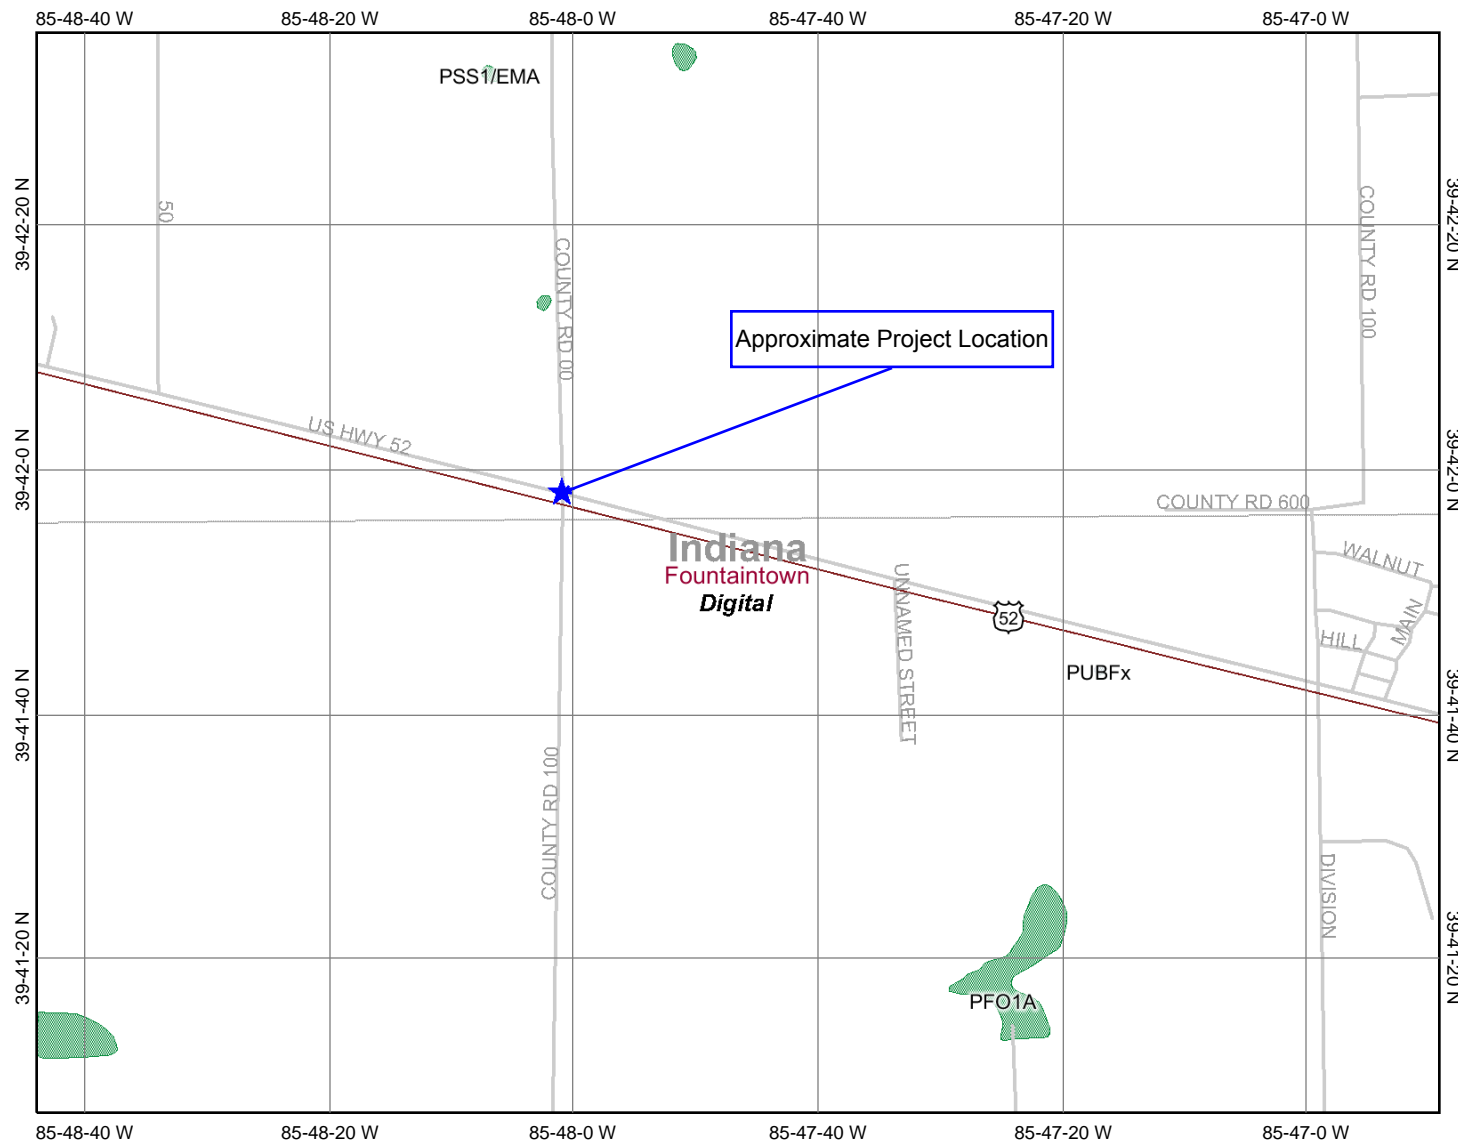 85-48-40 W
85-48-20 W
85-48-0 W
85-47-40 W
85-47-20 W
85-47-0 W
PSS1/EMA
39-42-20 N
39-42-20 N
50
COUNTY RD 00
COUNTY RD 100
Approximate Project Location
US HWY 52
39-42-0 N
39-42-0 N
COUNTY RD 600
Indiana
Fountaintown
Digital
UNNAMED STREET
52
WALNUT
MAIN
HILL
PUBFx
39-41-40 N
39-41-40 N
COUNTY RD 100
DIVISION
39-41-20 N
39-41-20 N
PFO1A
85-48-40 W
85-48-20 W
85-48-0 W
85-47-40 W
85-47-20 W
85-47-0 W